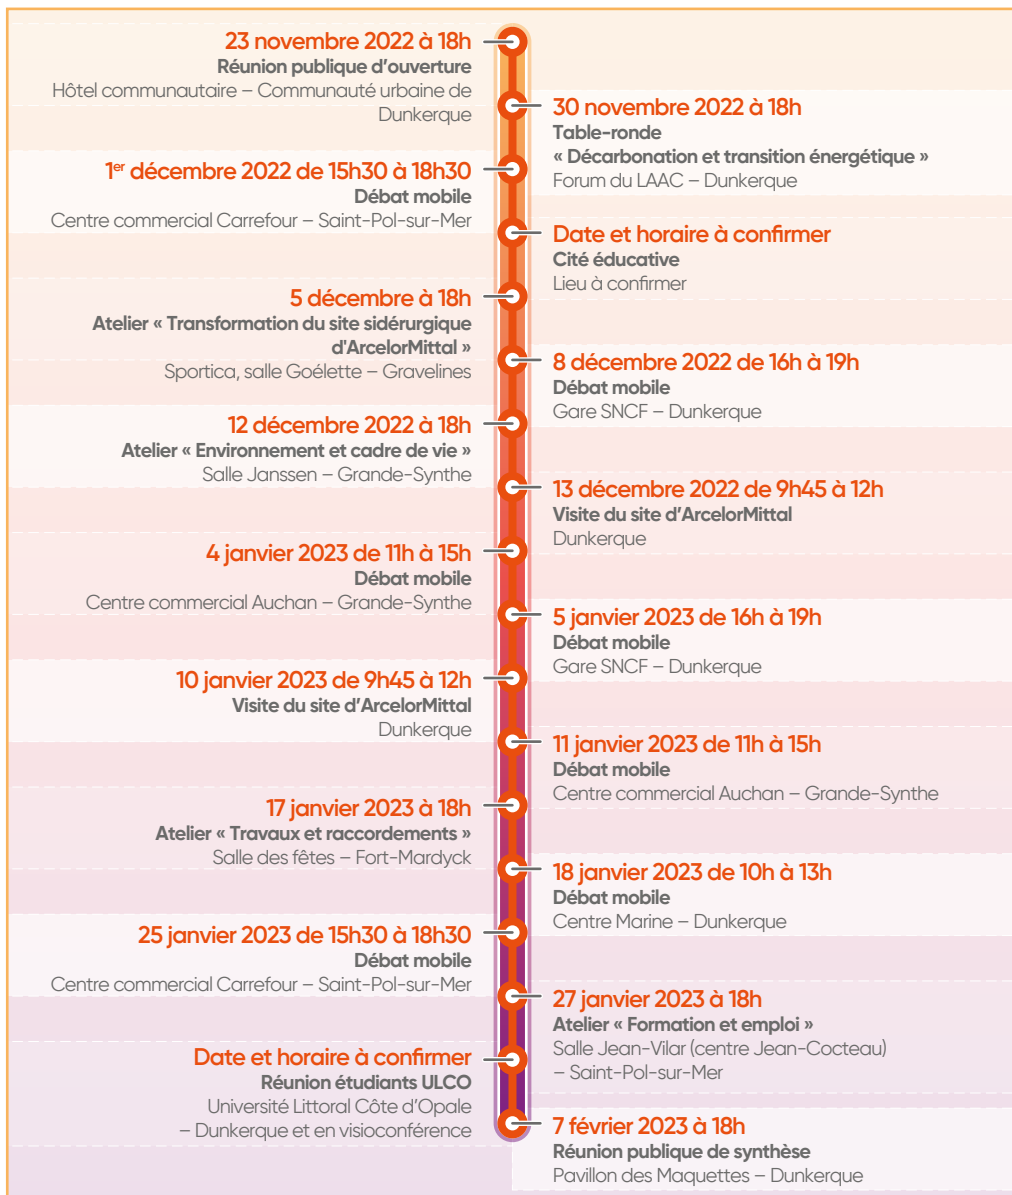 23 novembre 2022 à 18h
Réunion publique d’ouverture
Hôtel communautaire – Communauté urbaine de
Dunkerque
30 novembre 2022 à 18h
Table-ronde
« Décarbonation et transition énergétique »
Forum du LAAC – Dunkerque
1er décembre 2022 de 15h30 à 18h30
Débat mobile
Centre commercial Carrefour – Saint-Pol-sur-Mer
Date et horaire à confirmer
Cité éducative
Lieu à confirmer
5 décembre à 18h
Atelier « Transformation du site sidérurgique
d'ArcelorMittal »
Sportica, salle Goélette – Gravelines
8 décembre 2022 de 16h à 19h
Débat mobile
Gare SNCF – Dunkerque
12 décembre 2022 à 18h
Atelier « Environnement et cadre de vie »
Salle Janssen – Grande-Synthe
13 décembre 2022 de 9h45 à 12h
Visite du site d’ArcelorMittal
Dunkerque
4 janvier 2023 de 11h à 15h
Débat mobile
Centre commercial Auchan – Grande-Synthe
5 janvier 2023 de 16h à 19h
Débat mobile
Gare SNCF – Dunkerque
10 janvier 2023 de 9h45 à 12h
Visite du site d’ArcelorMittal
Dunkerque
11 janvier 2023 de 11h à 15h
Débat mobile
Centre commercial Auchan – Grande-Synthe
17 janvier 2023 à 18h
Atelier « Travaux et raccordements »
Salle des fêtes – Fort-Mardyck
18 janvier 2023 de 10h à 13h
Débat mobile
Centre Marine – Dunkerque
25 janvier 2023 de 15h30 à 18h30
Débat mobile
Centre commercial Carrefour – Saint-Pol-sur-Mer
27 janvier 2023 à 18h
Atelier « Formation et emploi »
Salle Jean-Vilar (centre Jean-Cocteau)
– Saint-Pol-sur-Mer
Date et horaire à confirmer
Réunion étudiants ULCO
Université Littoral Côte d’Opale
– Dunkerque et en visioconférence
7 février 2023 à 18h
Réunion publique de synthèse
Pavillon des Maquettes – Dunkerque